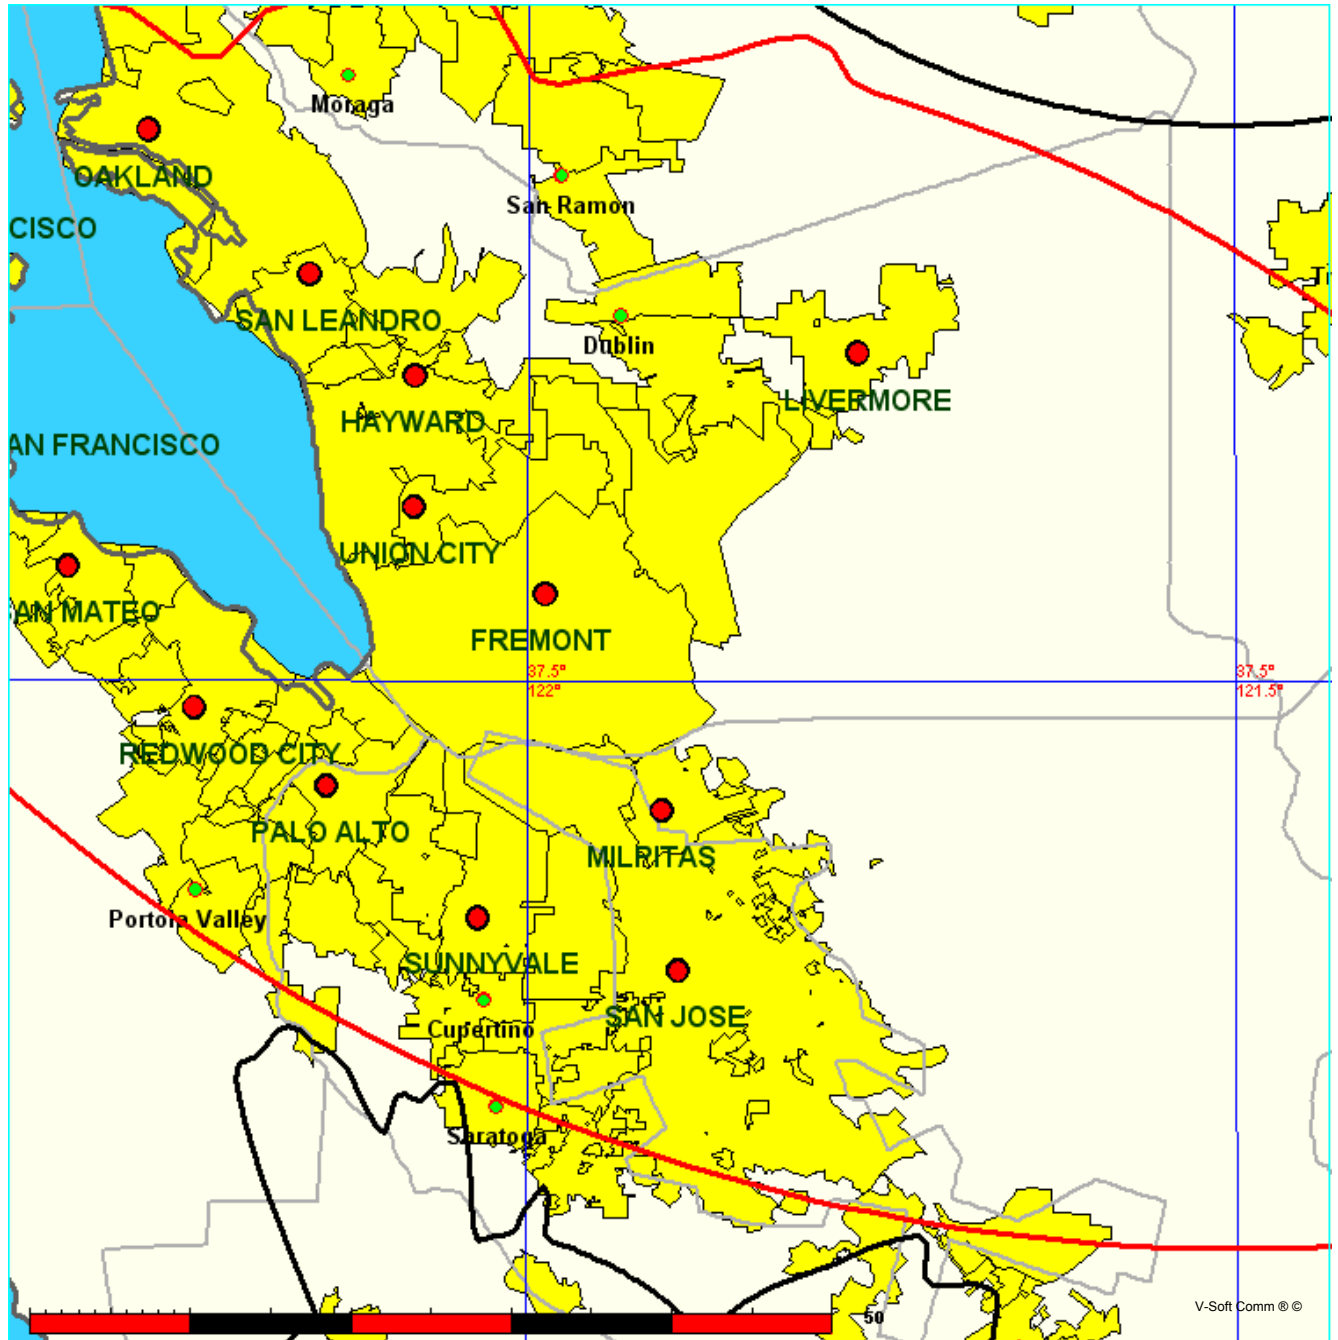 Moraga
OAKLAND
San Ramon
CISCO
SAN LEANDRO
Dublin
LIVERMORE
HAYWARD
AN FRANCISCO
UNION CITY
SAN MATEO
FREMONT
37.5°
122°
37.5°
121.5°
REDWOOD CITY
PALO ALTO
MILPITAS
Portola Valley
SUNNYVALE
SAN JOSE
Cupertino
Saratoga
50
V-Soft Comm ® ©